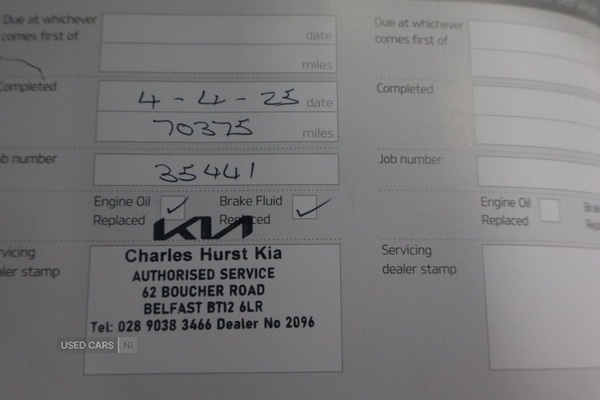 Due at whichever
comes first of
date
miles
Completed
4 - 4 - 25 date
70375 miles
Job number
35441
Engine Oil
Replaced
Brake Fluid
Replaced
KIA
Servicing
dealer stamp
Charles Hurst Kia
AUTHORISED SERVICE
62 BOUCHER ROAD
BELFAST BT12 6LR
Tel: 028 9038 3466 Dealer No 2096
USED CARS NI
Due at whichever
comes first of
Completed
Job number
Engine Oil
Replaced
Servicing
dealer stamp